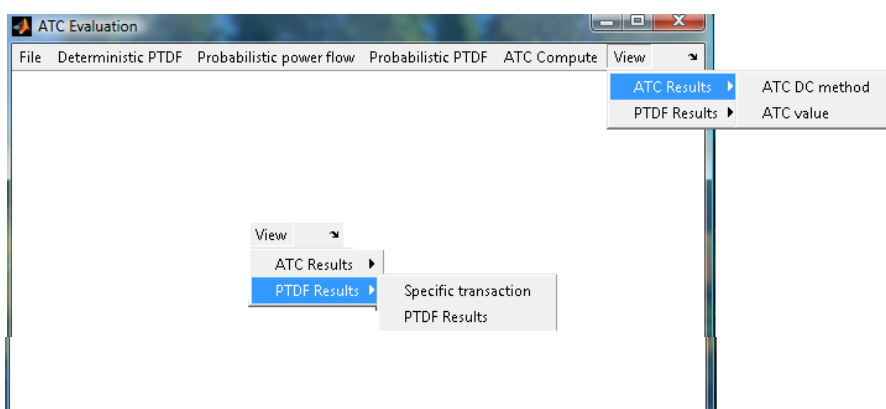 ATC Evaluation
File Deterministic PTDF Probabilistic power flow Probabilistic PTDF ATC Compute View
ATC Results ATC DC method
PTDF Results ATC value
View
ATC Results
PTDF Results Specific transaction
PTDF Results